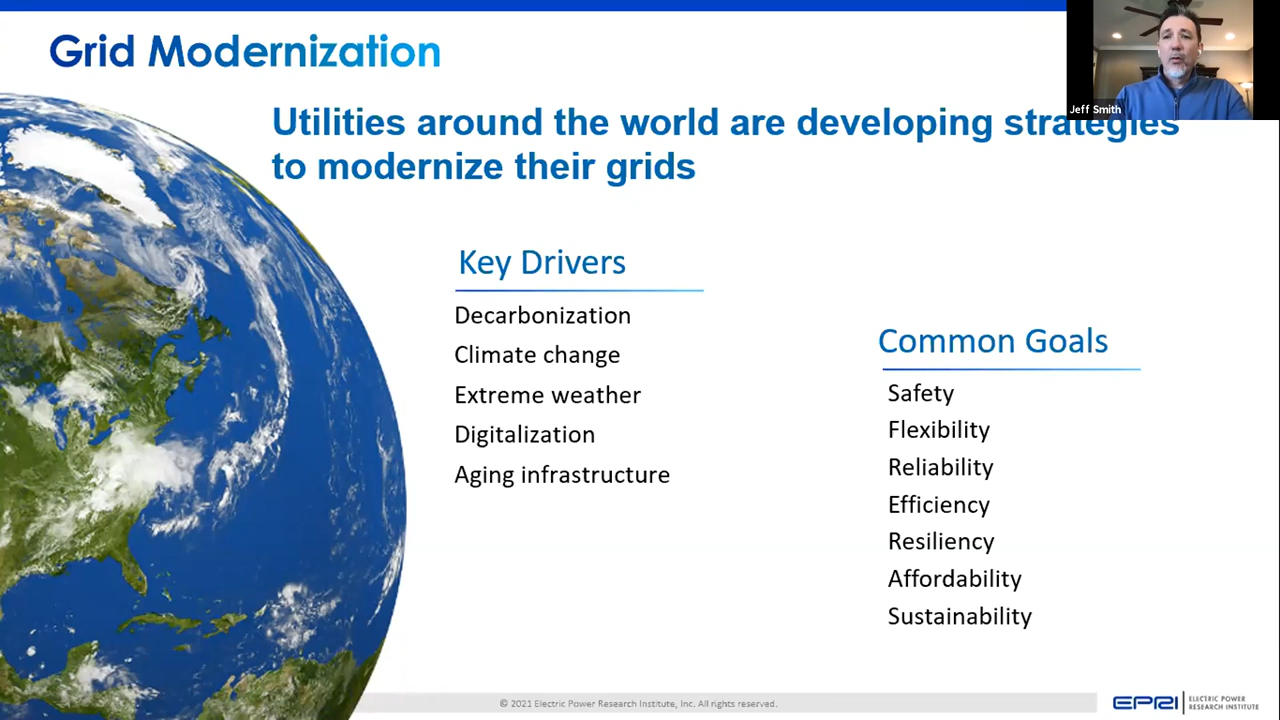 Grid Modernization
Jeff Smith
Utilities around the world are developing strategies
to modernize their grids
Key Drivers
Decarbonization
Climate change
Extreme weather
Digitalization
Aging infrastructure
Common Goals
Safety
Flexibility
Reliability
Efficiency
Resiliency
Affordability
Sustainability
© 2021 Electric Power Research Institute, Inc. All rights reserved.
EPRI
ELECTRIC POWER
RESEARCH INSTITUTE